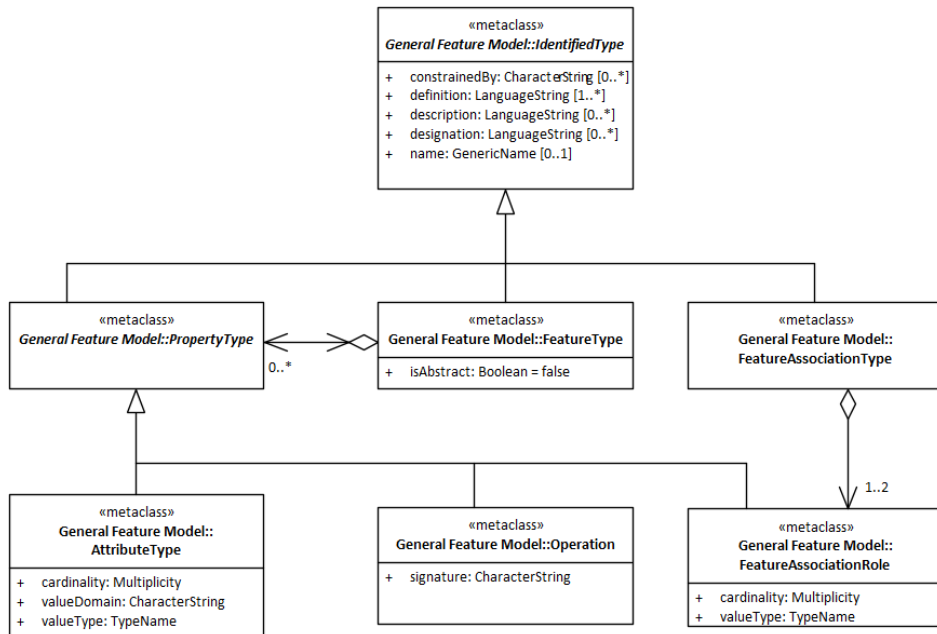 «metaclass»
General Feature Model::IdentifiedType
+ constrainedBy: CharacterString [0..*]
+ definition: LanguageString [1..*]
+ description: LanguageString [0..*]
+ designation: LanguageString [0..*]
+ name: GenericName [0..1]
«metaclass»
General Feature Model::PropertyType
«metaclass»
General Feature Model::FeatureType
+ isAbstract: Boolean = false
«metaclass»
General Feature Model::
FeatureAssociationType
0..*
1..2
«metaclass»
General Feature Model::
AttributeType
+ cardinality: Multiplicity
+ valueDomain: CharacterString
+ valueType: TypeName
«metaclass»
General Feature Model::Operation
+ signature: CharacterString
«metaclass»
General Feature Model::
FeatureAssociationRole
+ cardinality: Multiplicity
+ valueType: TypeName